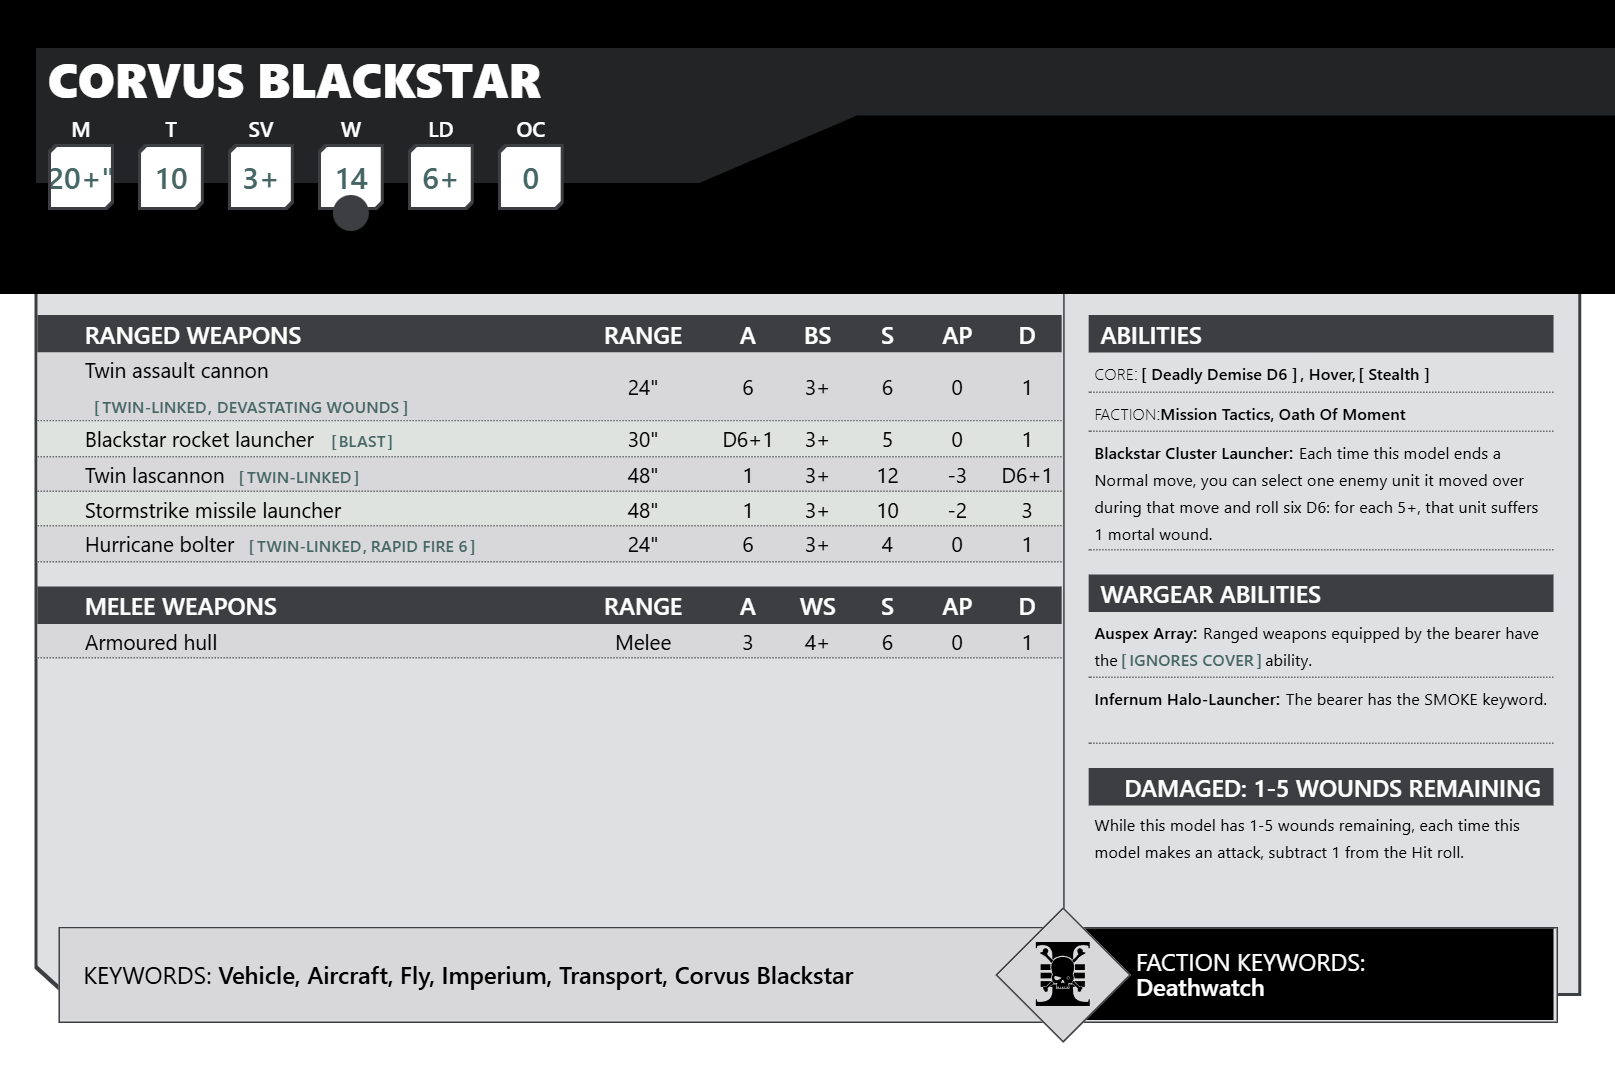 CORVUS BLACKSTAR
M T SV W LD OC
20+" 10 3+ 14 6+ 0
RANGED WEAPONS RANGE A BS S AP D
Twin assault cannon
[TWIN-LINKED, DEVASTATING WOUNDS] 24" 6 3+ 6 0 1
Blackstar rocket launcher [BLAST] 30" D6+1 3+ 5 0 1
Twin lascannon [TWIN-LINKED] 48" 1 3+ 12 -3 D6+1
Stormstrike missile launcher 48" 1 3+ 10 -2 3
Hurricane bolter [TWIN-LINKED, RAPID FIRE 6] 24" 6 3+ 4 0 1
MELEE WEAPONS RANGE A WS S AP D
Armoured hull Melee 3 4+ 6 0 1
ABILITIES
CORE: [ Deadly Demise D6 ] , Hover, [ Stealth ]
FACTION:Mission Tactics, Oath Of Moment
Blackstar Cluster Launcher: Each time this model ends a
Normal move, you can select one enemy unit it moved over
during that move and roll six D6: for each 5+, that unit suffers
1 mortal wound.
WARGEAR ABILITIES
Auspex Array: Ranged weapons equipped by the bearer have
the [IGNORES COVER] ability.
Infernum Halo-Launcher: The bearer has the SMOKE keyword.
DAMAGED: 1-5 WOUNDS REMAINING
While this model has 1-5 wounds remaining, each time this
model makes an attack, subtract 1 from the Hit roll.
KEYWORDS: Vehicle, Aircraft, Fly, Imperium, Transport, Corvus Blackstar
FACTION KEYWORDS:
Deathwatch